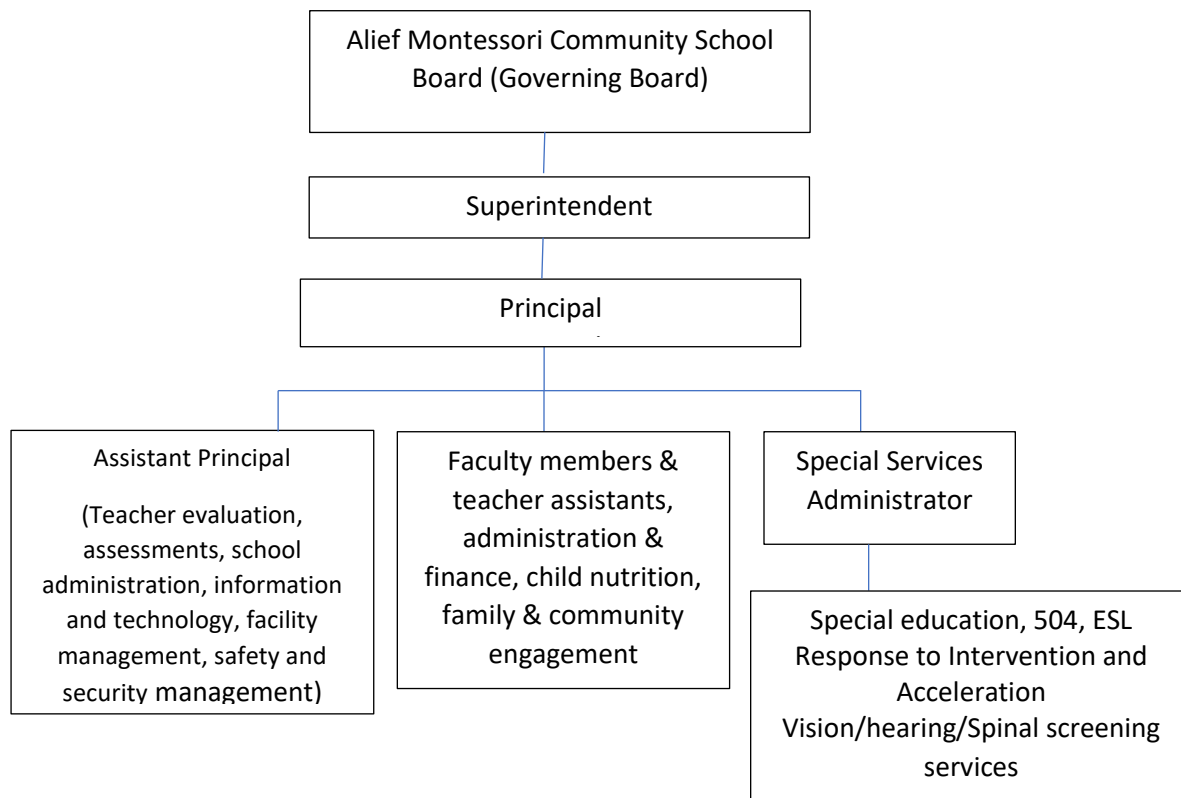 Alief Montessori Community School
Board (Governing Board)
Superintendent
Principal
Assistant Principal
(Teacher evaluation,
assessments, school
administration, information
and technology, facility
management, safety and
security management)
Faculty members &
teacher assistants,
administration &
finance, child nutrition,
family & community
engagement
Special Services
Administrator
Special education, 504, ESL
Response to Intervention and
Acceleration
Vision/hearing/Spinal screening
services